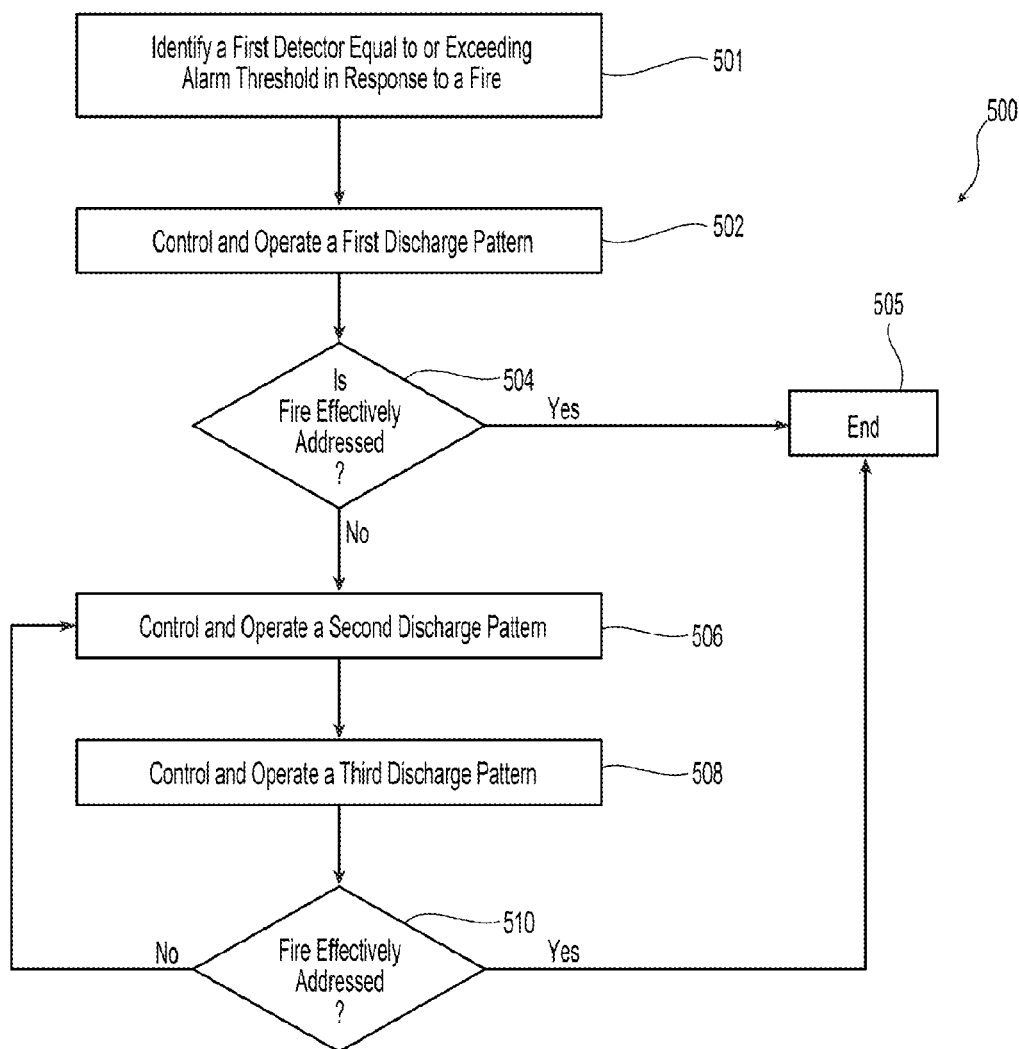 Identify a First Detector Equal to or Exceeding
Alarm Threshold in Response to a Fire
501
500
Control and Operate a First Discharge Pattern
502
505
Is
Fire Effectively
Addressed
?
504
Yes
End
No
Control and Operate a Second Discharge Pattern
506
Control and Operate a Third Discharge Pattern
508
No
Fire Effectively
Addressed
?
510
Yes